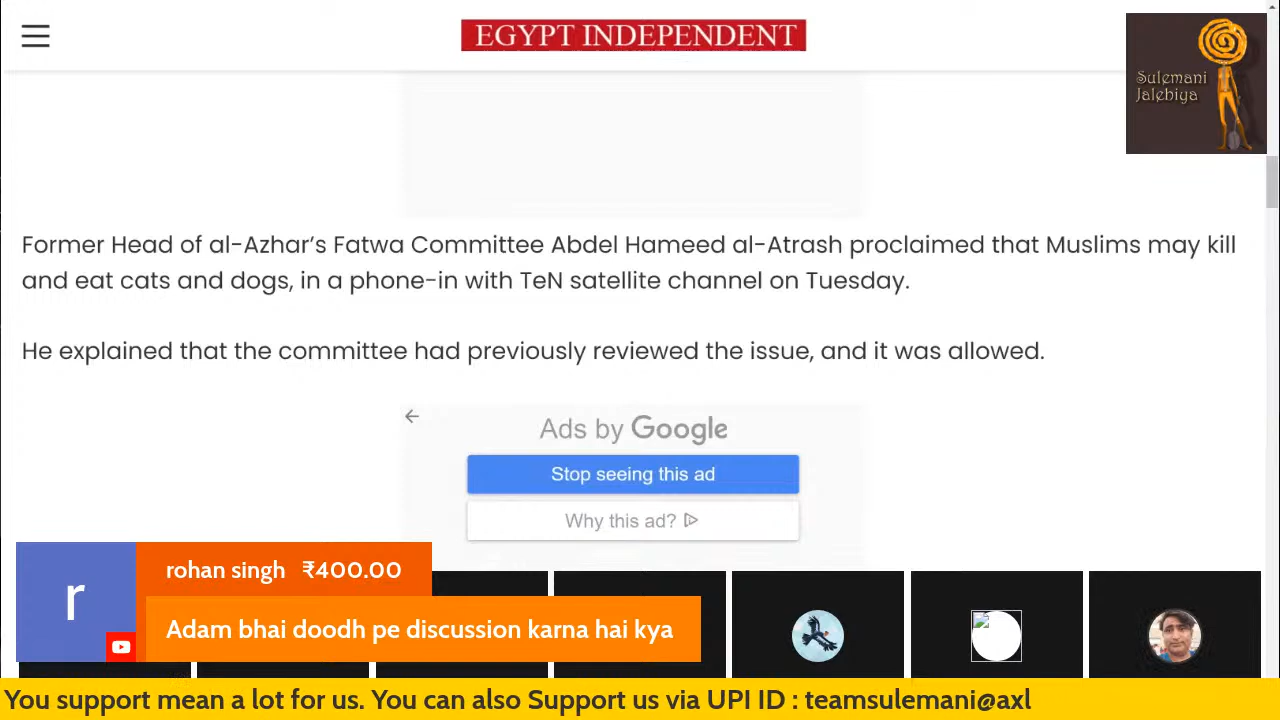 EGYPT INDEPENDENT
Sulemani
Jalebiya
Former Head of al-Azhar’s Fatwa Committee Abdel Hameed al-Atrash proclaimed that Muslims may kill
and eat cats and dogs, in a phone-in with TeN satellite channel on Tuesday.
He explained that the committee had previously reviewed the issue, and it was allowed.
Ads by Google
Stop seeing this ad
Why this ad?
r
rohan singh ₹400.00
Adam bhai doodh pe discussion karna hai kya
You support mean a lot for us. You can also Support us via UPI ID : teamsulemani@axl